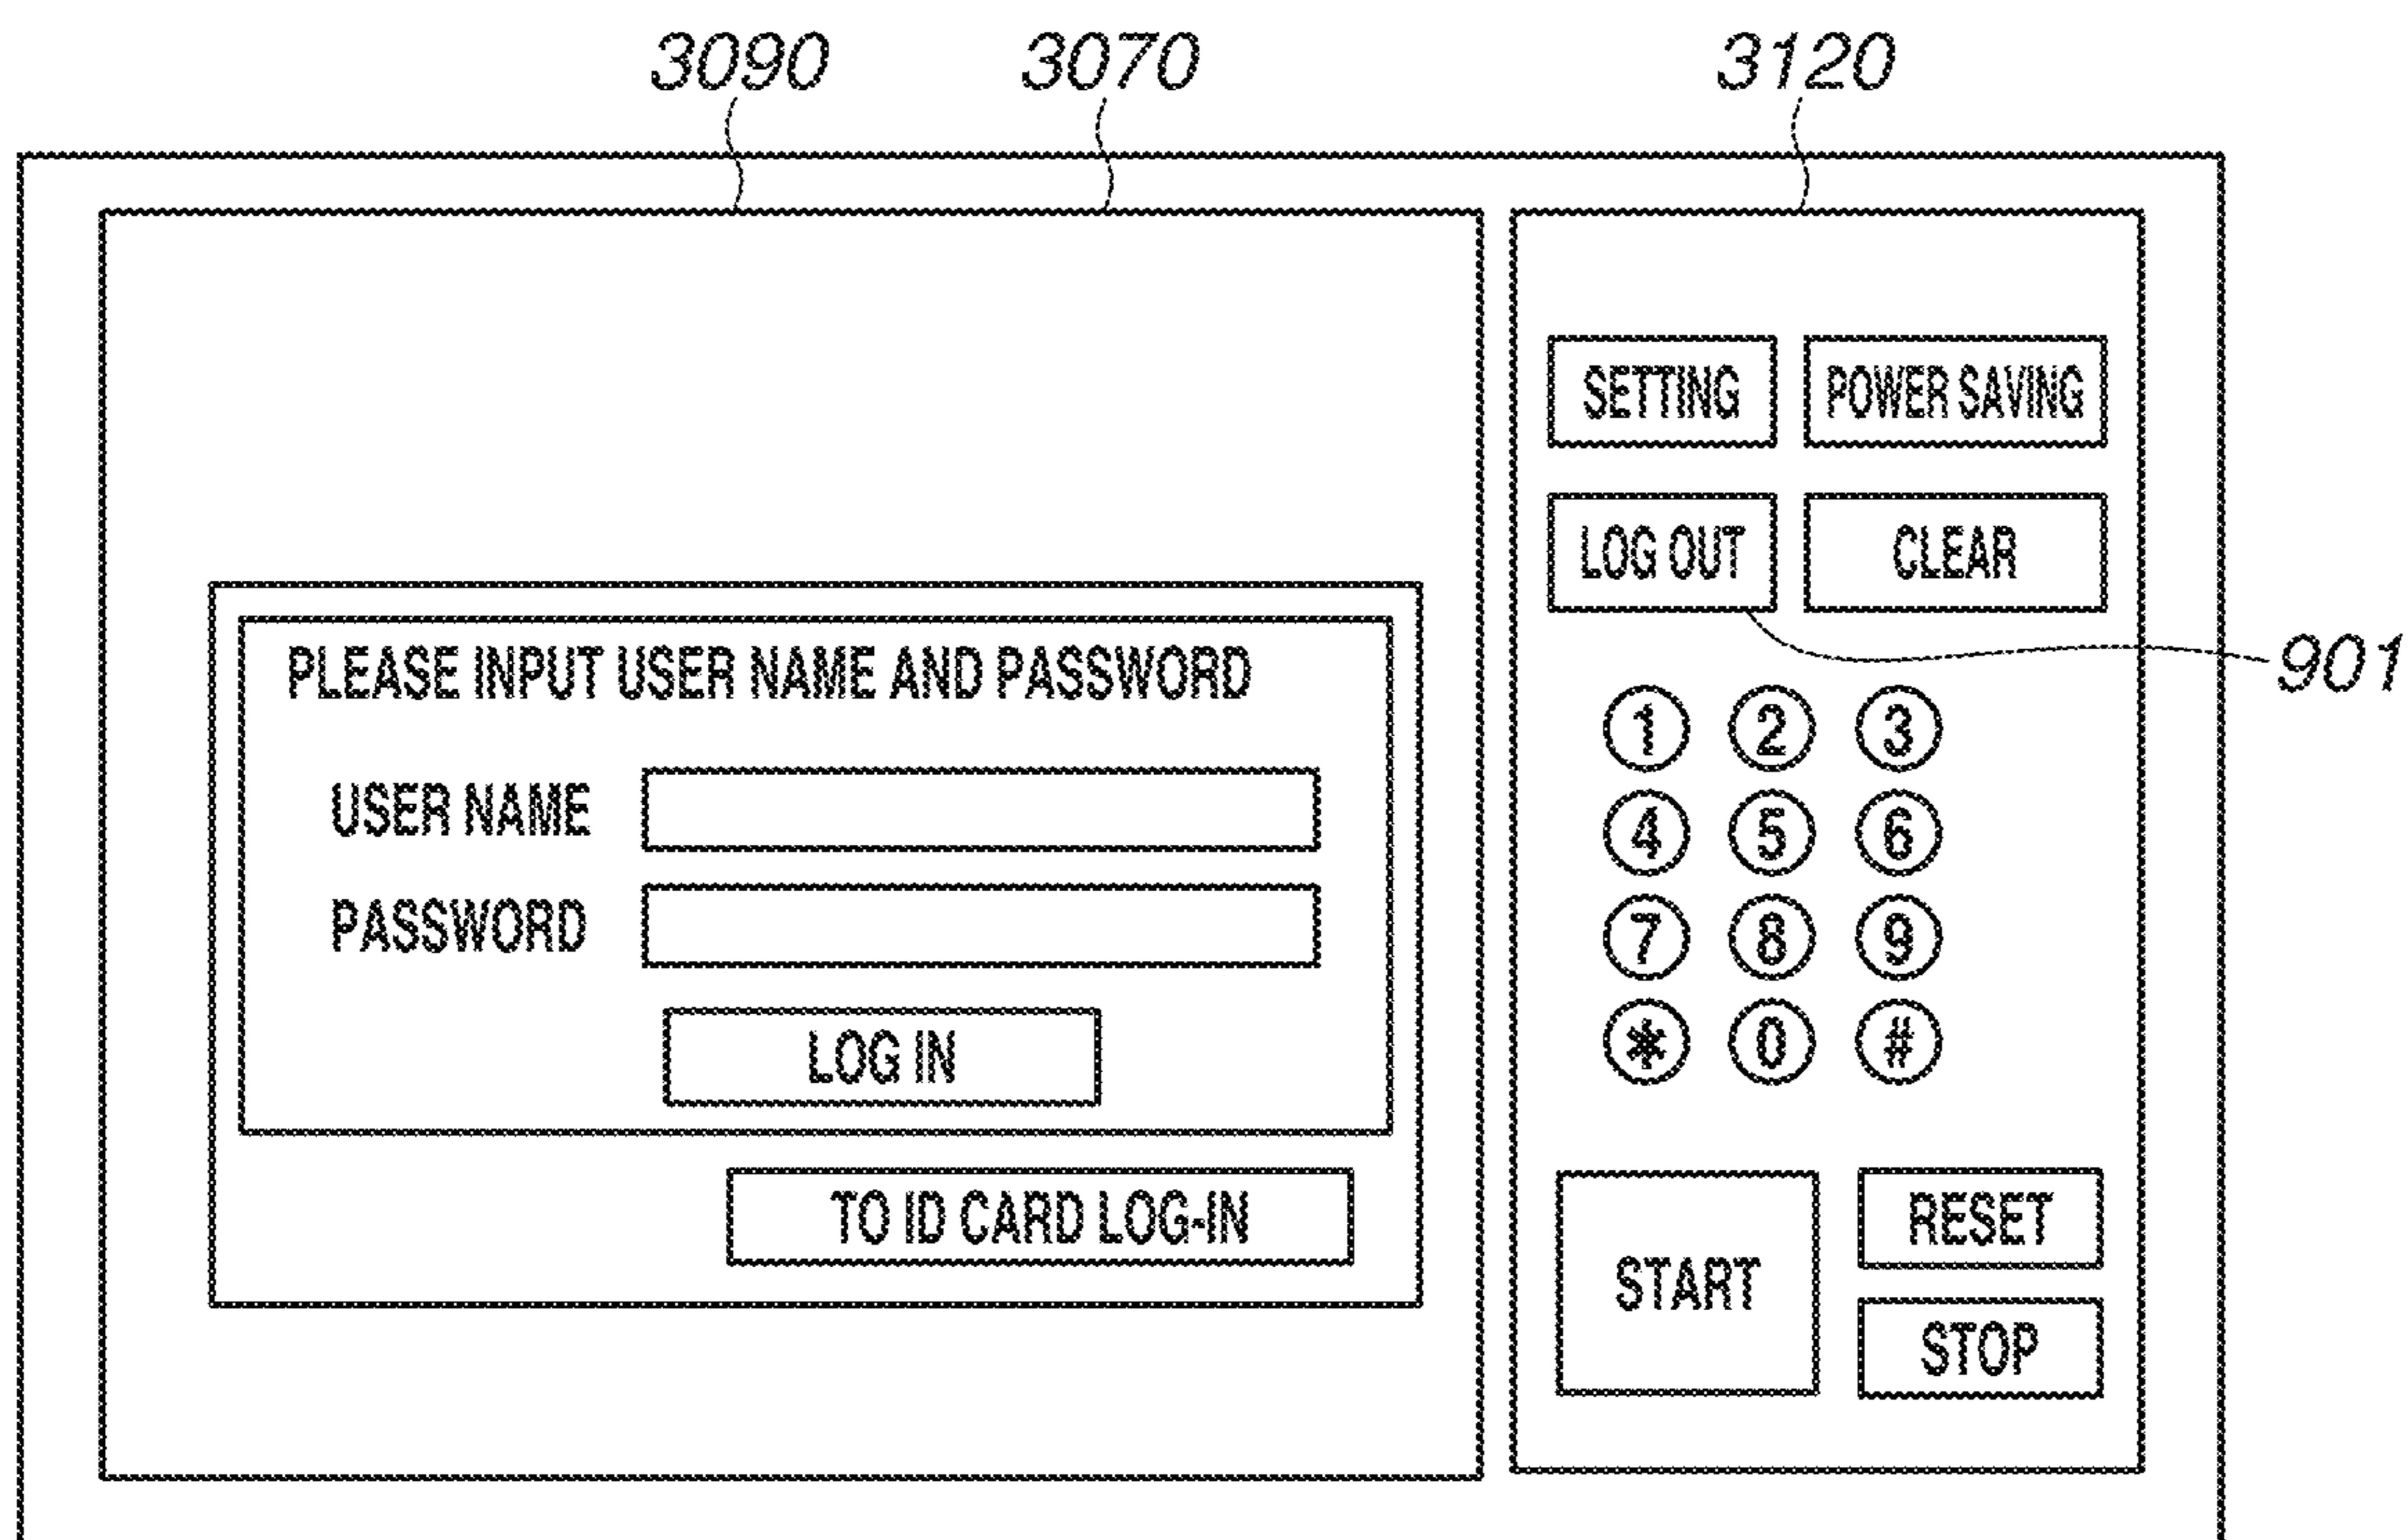 3090 3070 3120
SETTING POWER SAVING
LOG OUT CLEAR
901
PLEASE INPUT USER NAME AND PASSWORD
USER NAME
PASSWORD
LOG IN
TO ID CARD LOG-IN
1 2 3
4 5 6
7 8 9
* 0 #
START
RESET
STOP